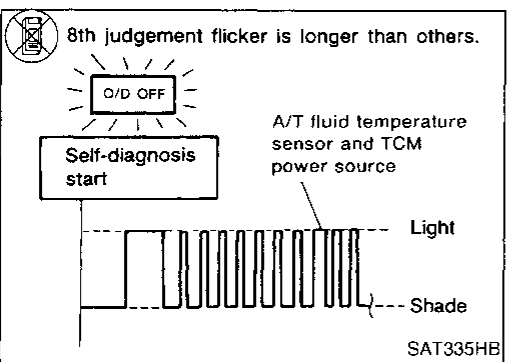 8th judgement flicker is longer than others.
O/D OFF
Self-diagnosis
start
A/T fluid temperature
sensor and TCM
power source
Light
Shade
SAT335HB